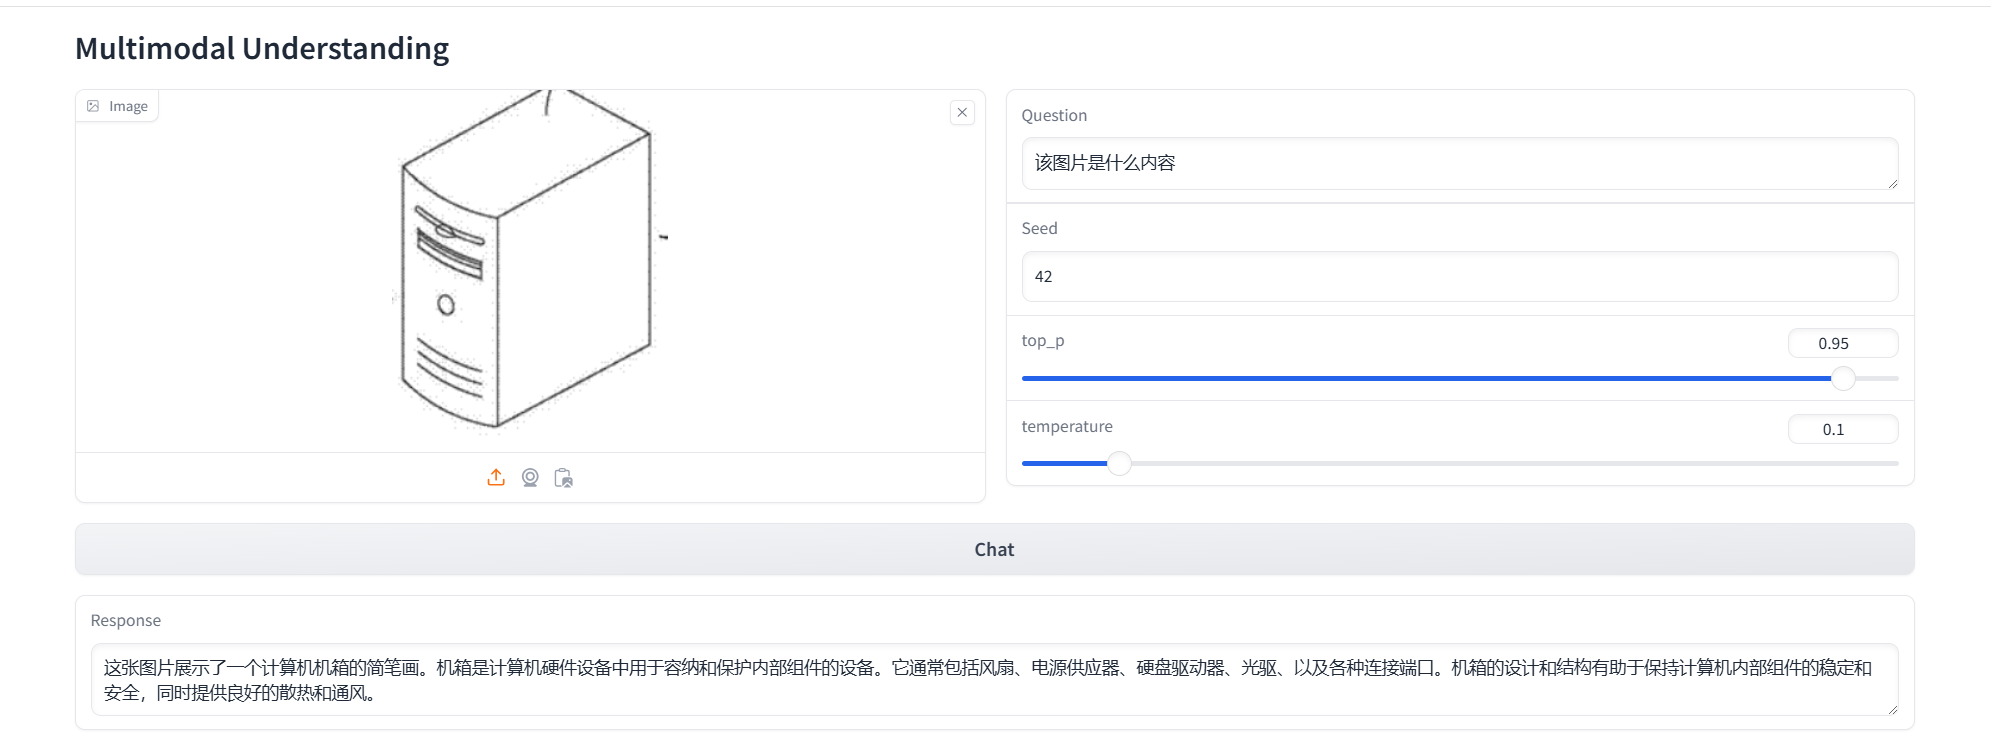 Multimodal Understanding
Image
Question
该图片是什么内容
Seed
42
top_p
0.95
temperature
0.1
Chat
Response
这张图片展示了一个计算机机箱的简笔画。机箱是计算机硬件设备中用于容纳和保护内部组件的设备。它通常包括风扇、电源供应器、硬盘驱动器、光驱、以及各种连接端口。机箱的设计和结构有助于保持计算机内部组件的稳定和
安全，同时提供良好的散热和通风。